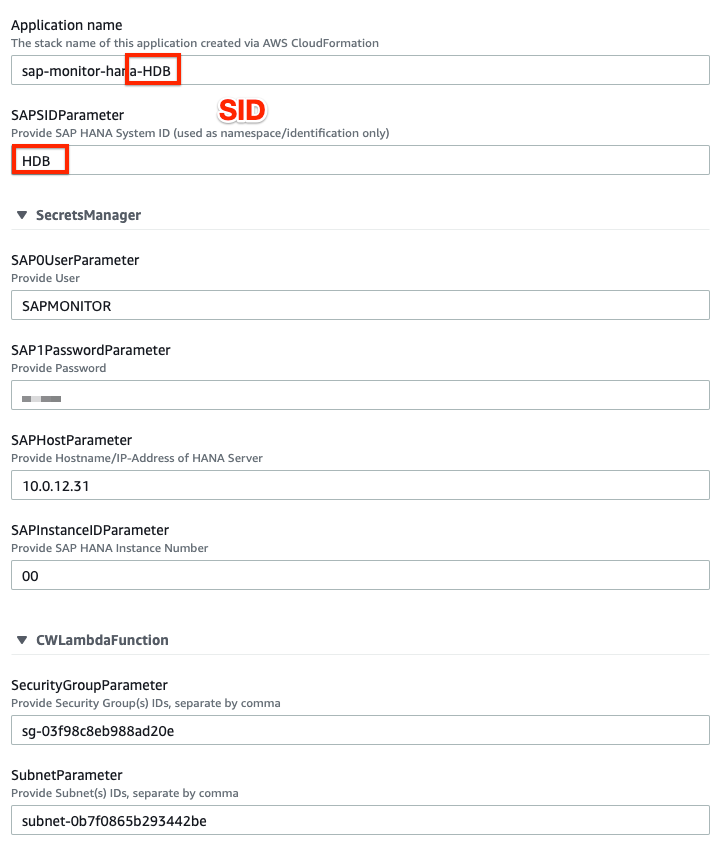 Application name
The stack name of this application created via AWS CloudFormation
sap-monitor-hana-HDB
SAPSIDParameter
SID
Provide SAP HANA System ID (used as namespace/identification only)
HDB
SecretsManager
SAP0UserParameter
Provide User
SAPMONITOR
SAP1PasswordParameter
Provide Password
SAPHostParameter
Provide Hostname/IP-Address of HANA Server
10.0.12.31
SAPInstanceIDParameter
Provide SAP HANA Instance Number
00
CWLambdaFunction
SecurityGroupParameter
Provide Security Group(s) IDs, separate by comma
sg-03f98c8eb988ad20e
SubnetParameter
Provide Subnet(s) IDs, separate by comma
subnet-0b7f0865b293442be